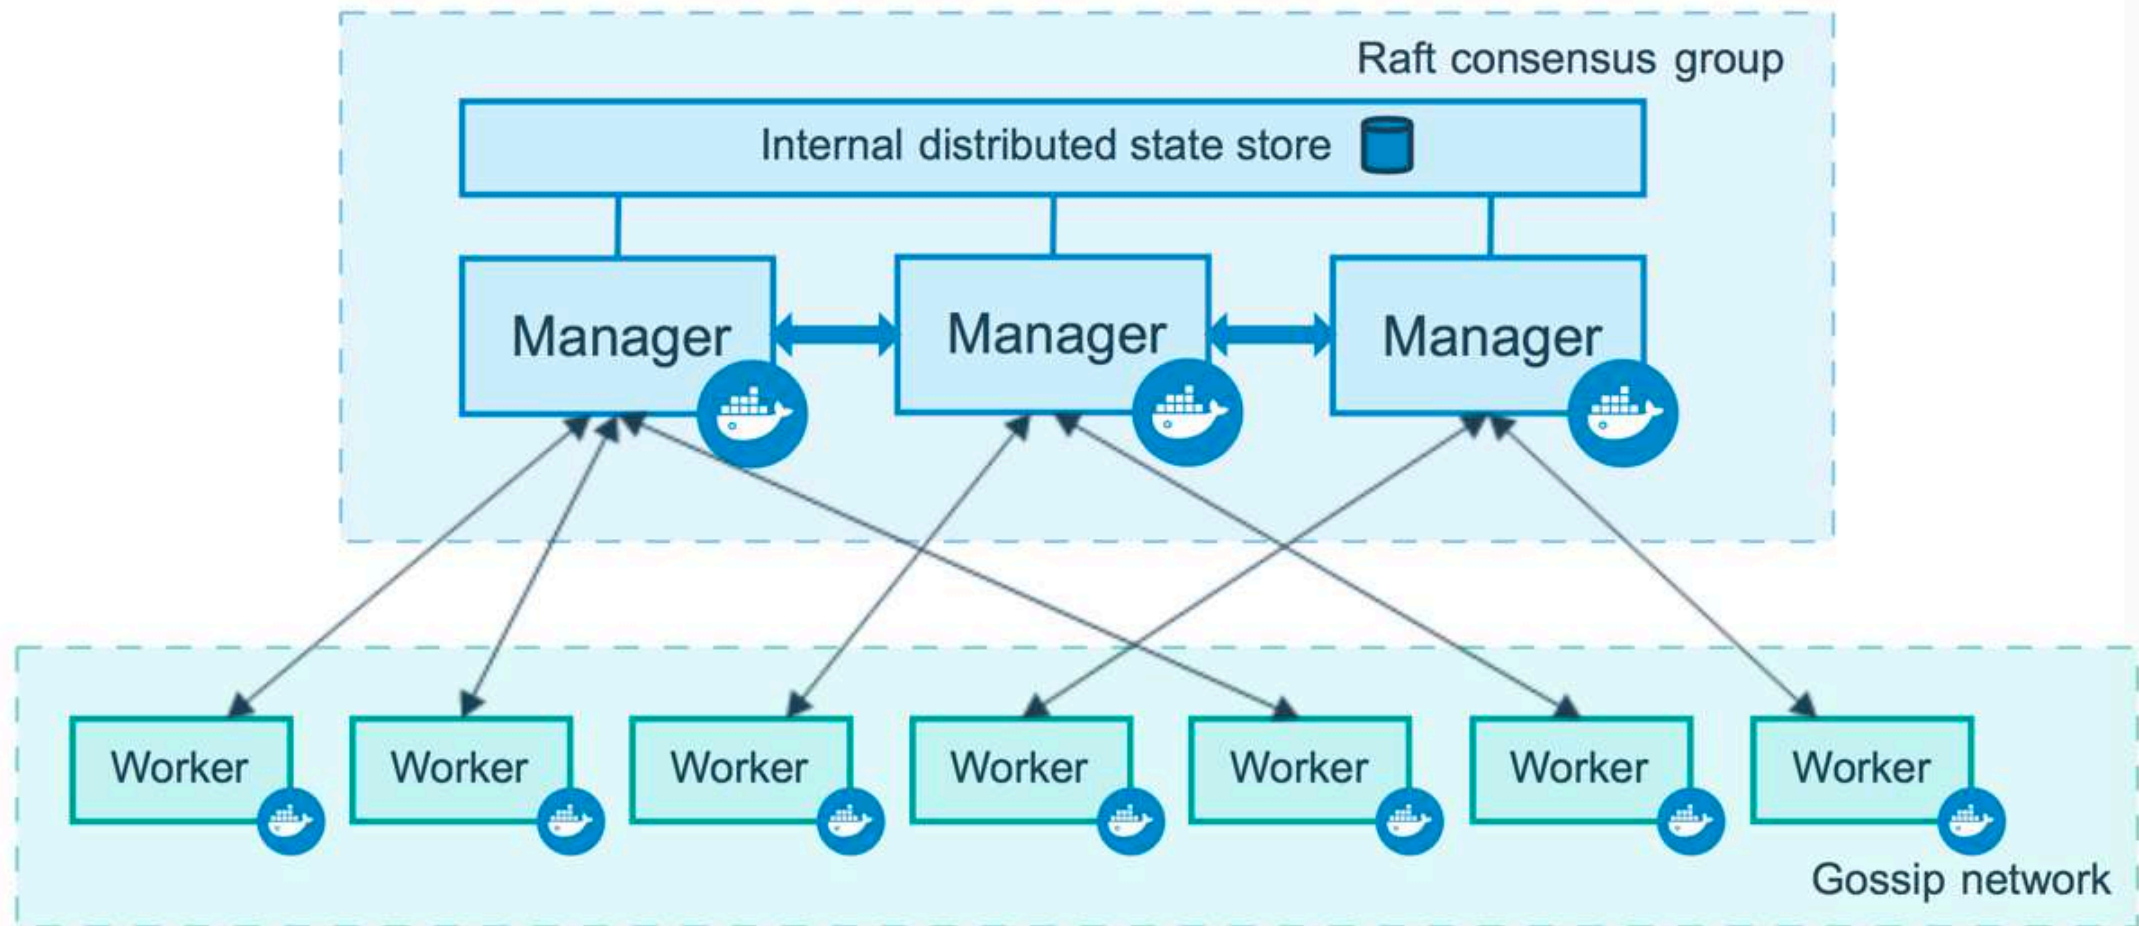 Raft consensus group
Internal distributed state store
Manager
Manager
Manager
Worker
Worker
Worker
Worker
Worker
Worker
Worker
Gossip network